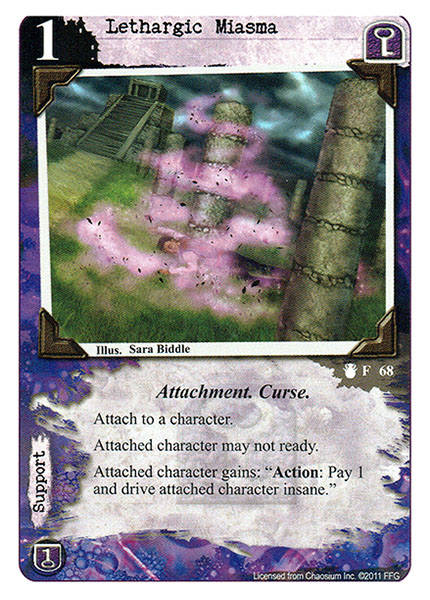 1
Lethargic Miasma
Illus. Sara Biddle
F 68
Attachment. Curse.
Attach to a character.
Attached character may not ready.
Attached character gains: “Action: Pay 1
and drive attached character insane.”
Support
1
Licensed from Chaosium Inc. ©2011 FFG